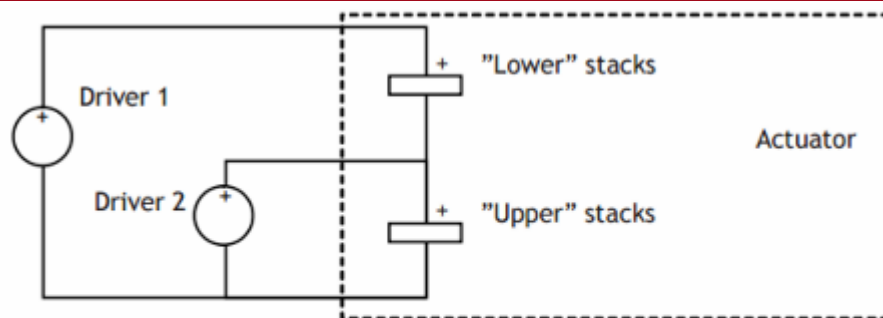 + ”Lower” stacks
Driver 1
+
Actuator
Driver 2
+
+ ”Upper” stacks